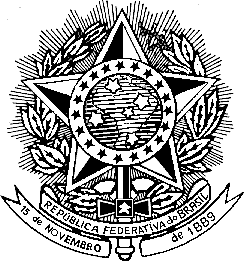 REPÚBLICA FEDERATIVA do BRASIL
15 de NOVEMBRO de 1889